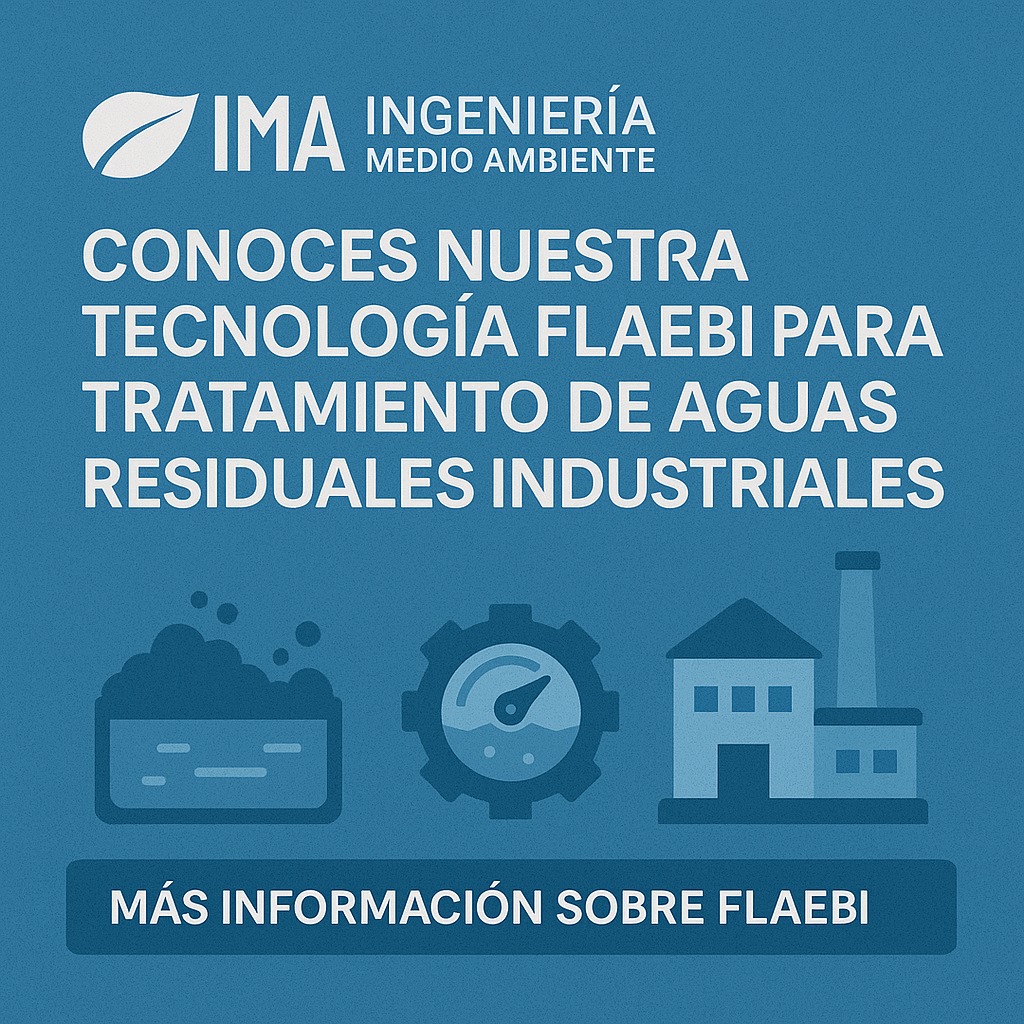 IMA INGENIERÍA
MEDIO AMBIENTE
CONOCES NUESTRA
TECNOLOGÍA FLAEBI PARA
TRATAMIENTO DE AGUAS
RESIDUALES INDUSTRIALES
MÁS INFORMACIÓN SOBRE FLAEBI